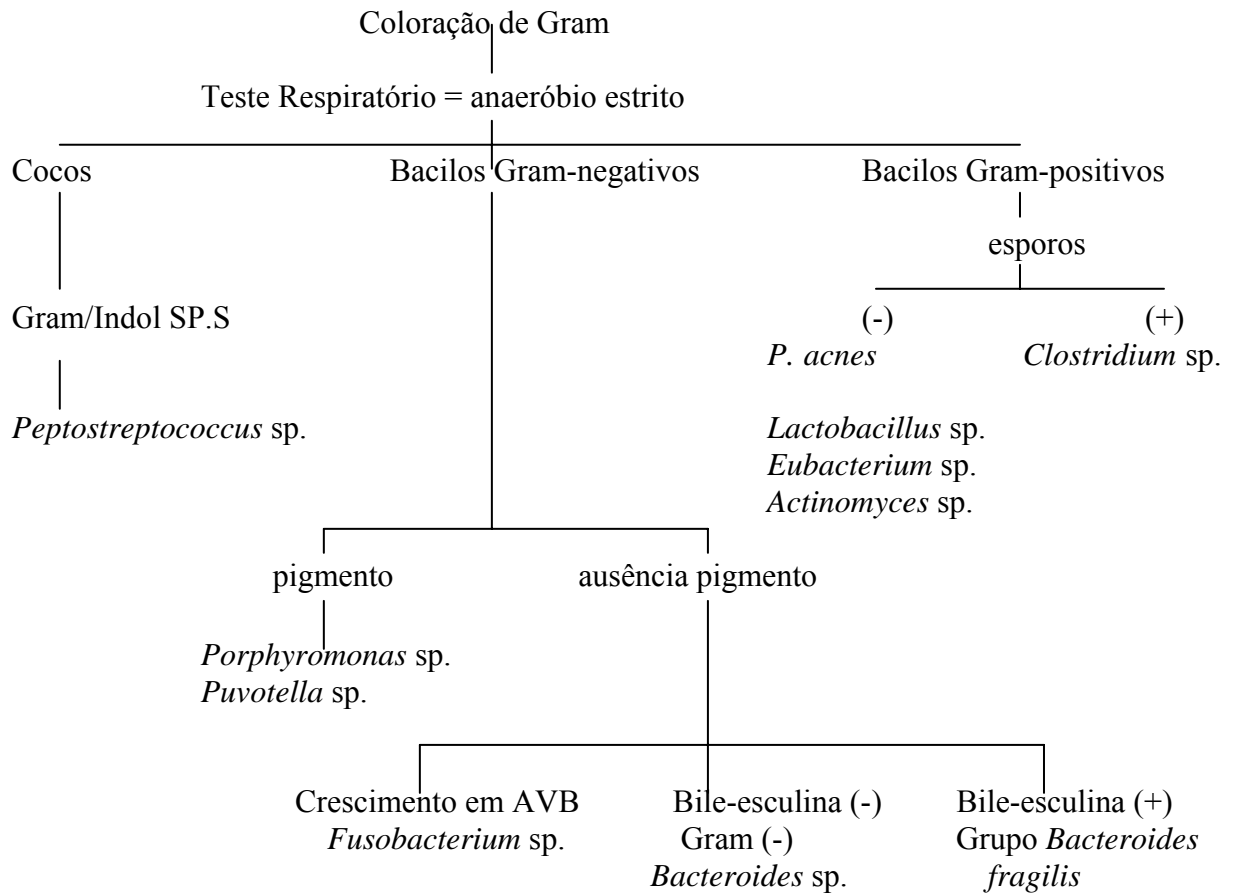 Coloração de Gram
Teste Respiratório = anaeróbio estrito
Cocos
Bacilos Gram-negativos
Bacilos Gram-positivos
esporos
Gram/Indol SP.S
(-)
(+)
P. acnes
Clostridium sp.
Peptostreptococcus sp.
Lactobacillus sp.
Eubacterium sp.
Actinomyces sp.
pigmento
ausência pigmento
Porphyromonas sp.
Puvotella sp.
Crescimento em AVB
Fusobacterium sp.
Bile-esculina (-)
Gram (-)
Bacteroides sp.
Bile-esculina (+)
Grupo Bacteroides
fragilis